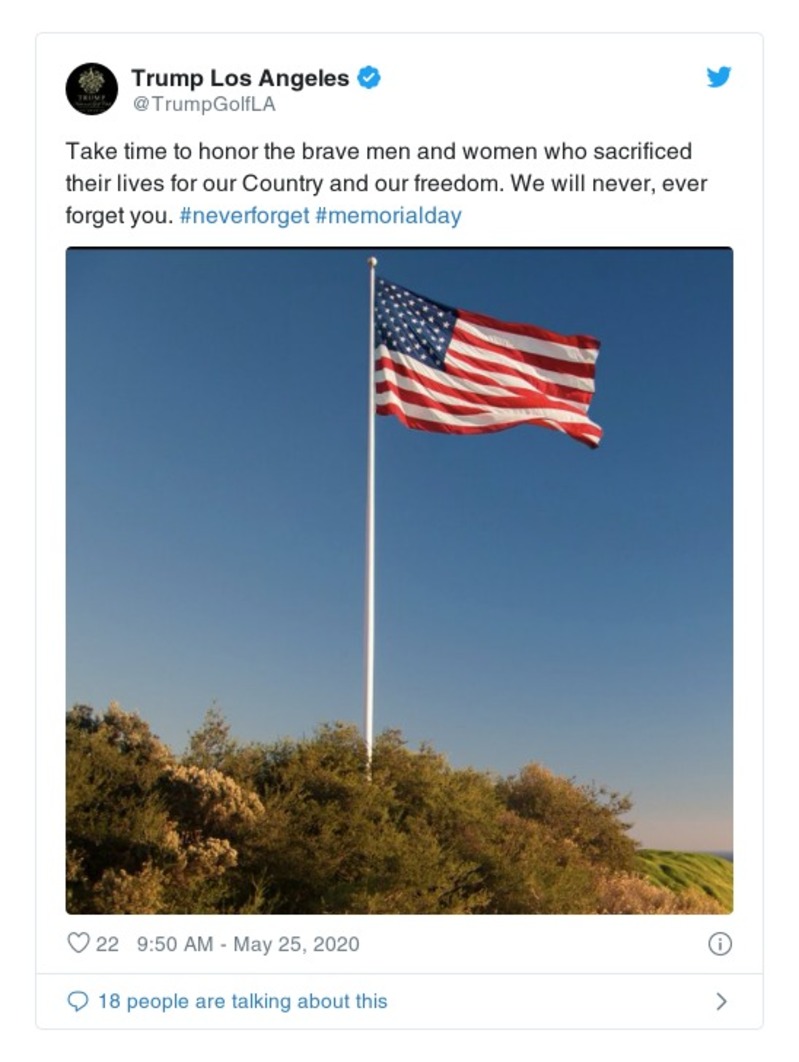 Trump Los Angeles
@TrumpGolfLA
Take time to honor the brave men and women who sacrificed
their lives for our Country and our freedom. We will never, ever
forget you. #neverforget #memorialday
22 9:50 AM - May 25, 2020
18 people are talking about this